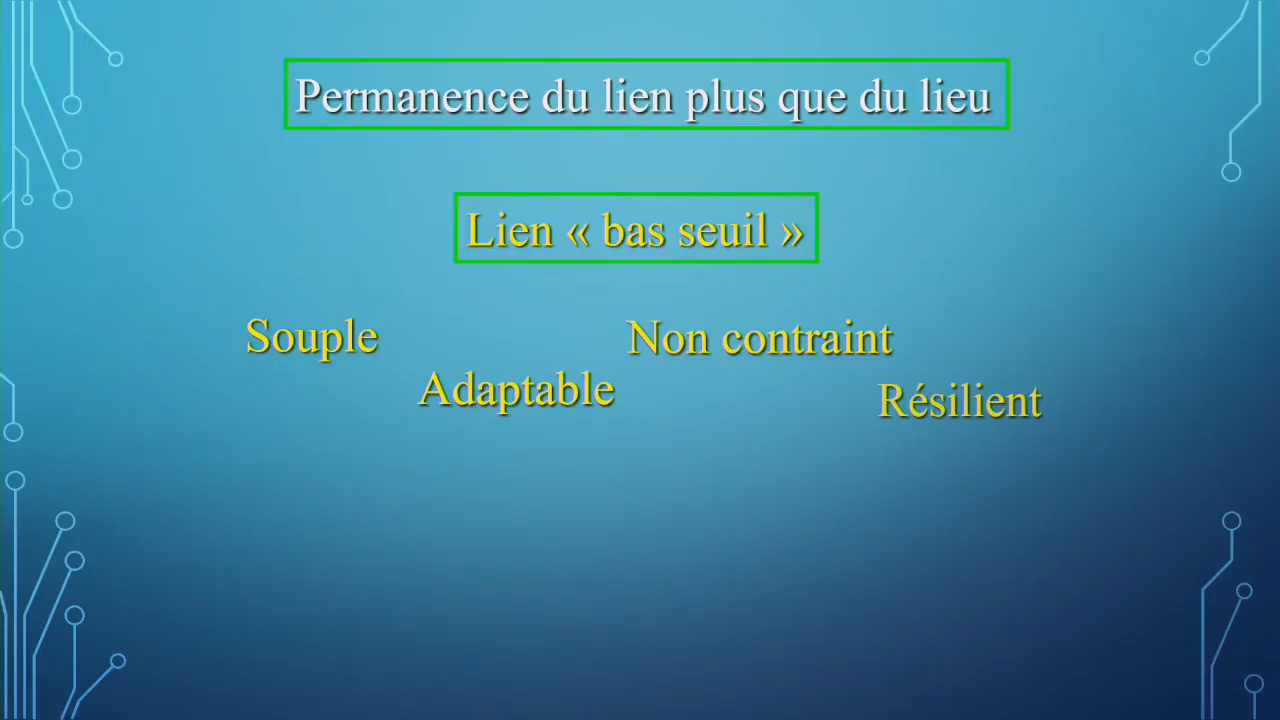 Permanence du lien plus que du lieu
Lien « bas seuil »
Souple
Non contraint
Adaptable
Résilient